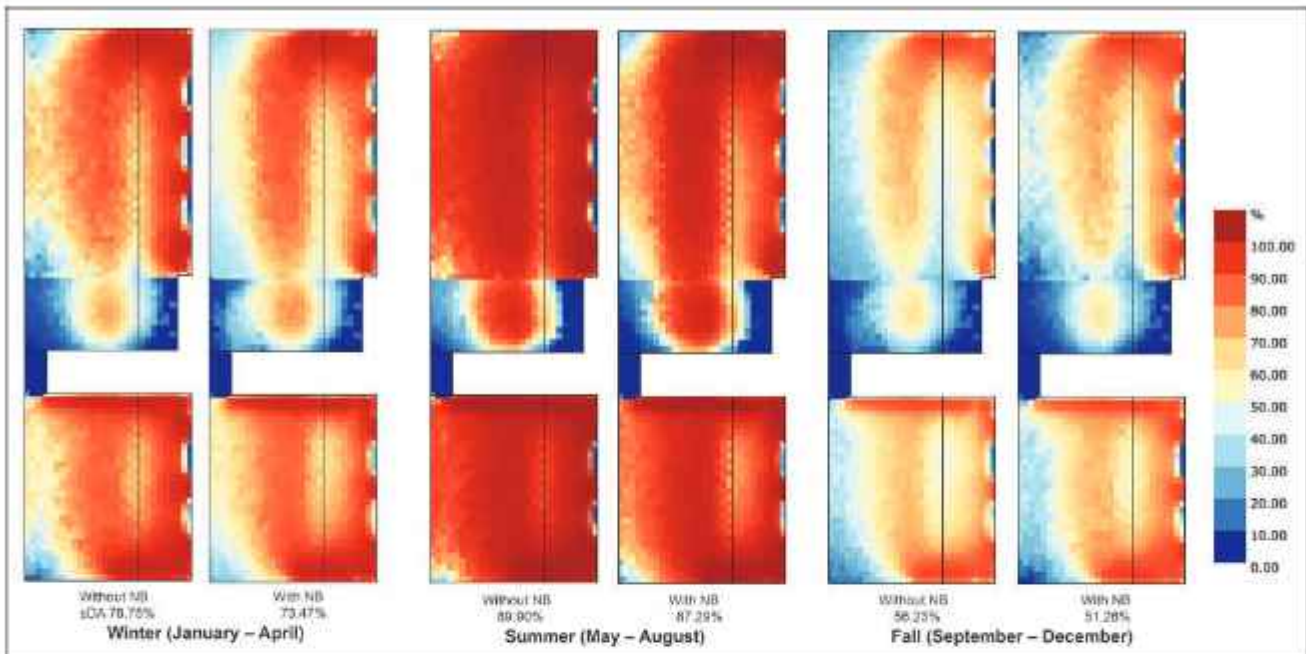 %
100.00
90.00
80.00
70.00
60.00
50.00
40.00
30.00
20.00
10.00
0.00
Without NB
sDA 78.75%
With NB
73.47%
Winter (January – April)
Without NB
89.90%
With NB
87.29%
Summer (May – August)
Without NB
56.23%
With NB
51.26%
Fall (September – December)